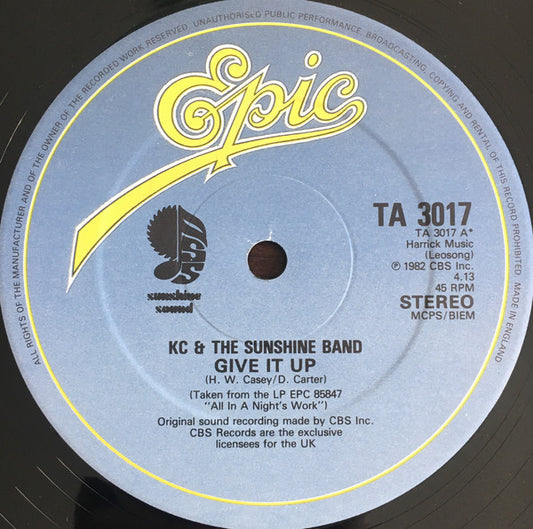 ALL RIGHTS OF THE MANUFACTURER AND OF THE OWNER OF THE RECORDED WORK RESERVED. UNAUTHORISED PUBLIC PERFORMANCE, BROADCASTING, COPYING AND RENTAL OF THIS RECORD PROHIBITED. MADE IN ENGLAND.
Epic
TA 3017
TA 3017 A*
Harrick Music
(Leosong)
℗ 1982 CBS Inc.
4.13
45 RPM
STEREO
MCPS/BIEM
sunshine
sound
KC & THE SUNSHINE BAND
GIVE IT UP
(H. W. Casey/D. Carter)
(Taken from the LP EPC 85847
"All In A Night's Work")
Original sound recording made by CBS Inc.
CBS Records are the exclusive
licensees for the UK